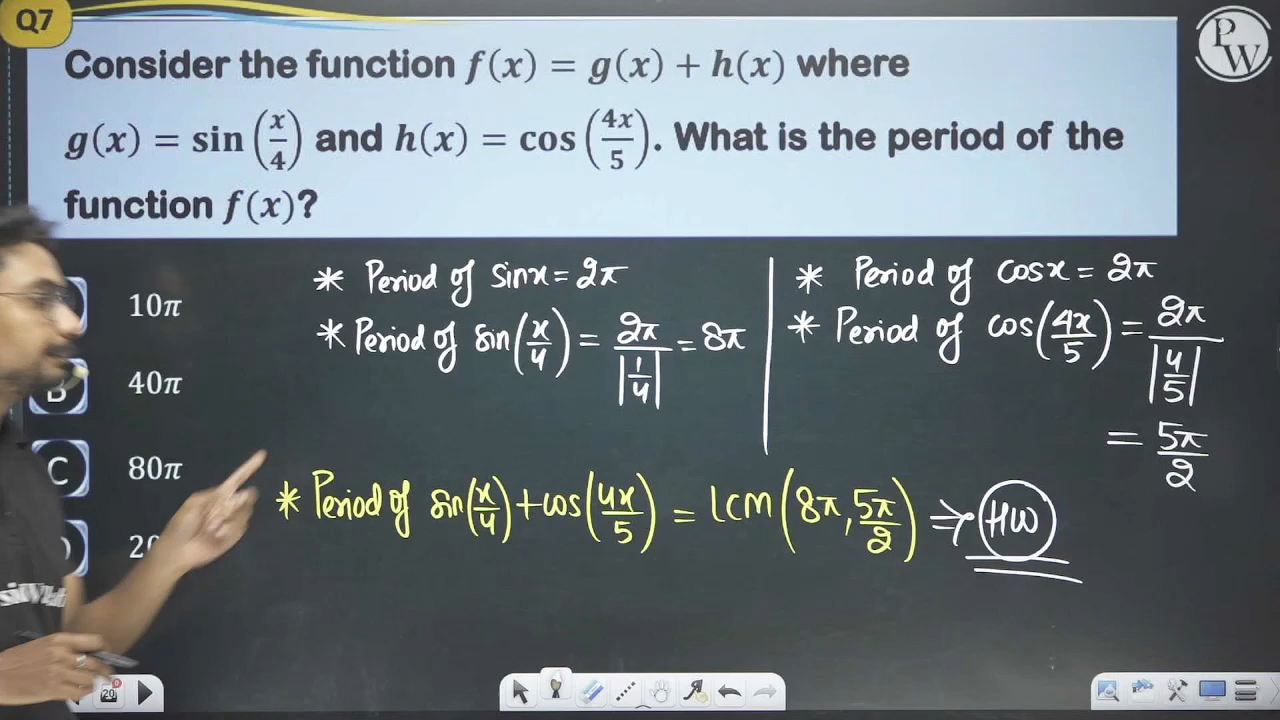 Q7
PW
Consider the function f(x) = g(x) + h(x) where
g(x) = sin (x/4) and h(x) = cos (4x/5). What is the period of the
function f(x)?
10π
B 40π
C 80π
* Period of sinx = 2π
* Period of sin(x/4) = 2π/|1/4| = 8π
* Period of cosx = 2π
* Period of cos(4x/5) = 2π/|4/5|
= 5π/2
* Period of sin(x/4) + cos(4x/5) = LCM (8π, 5π/2) ⇒ HW
20